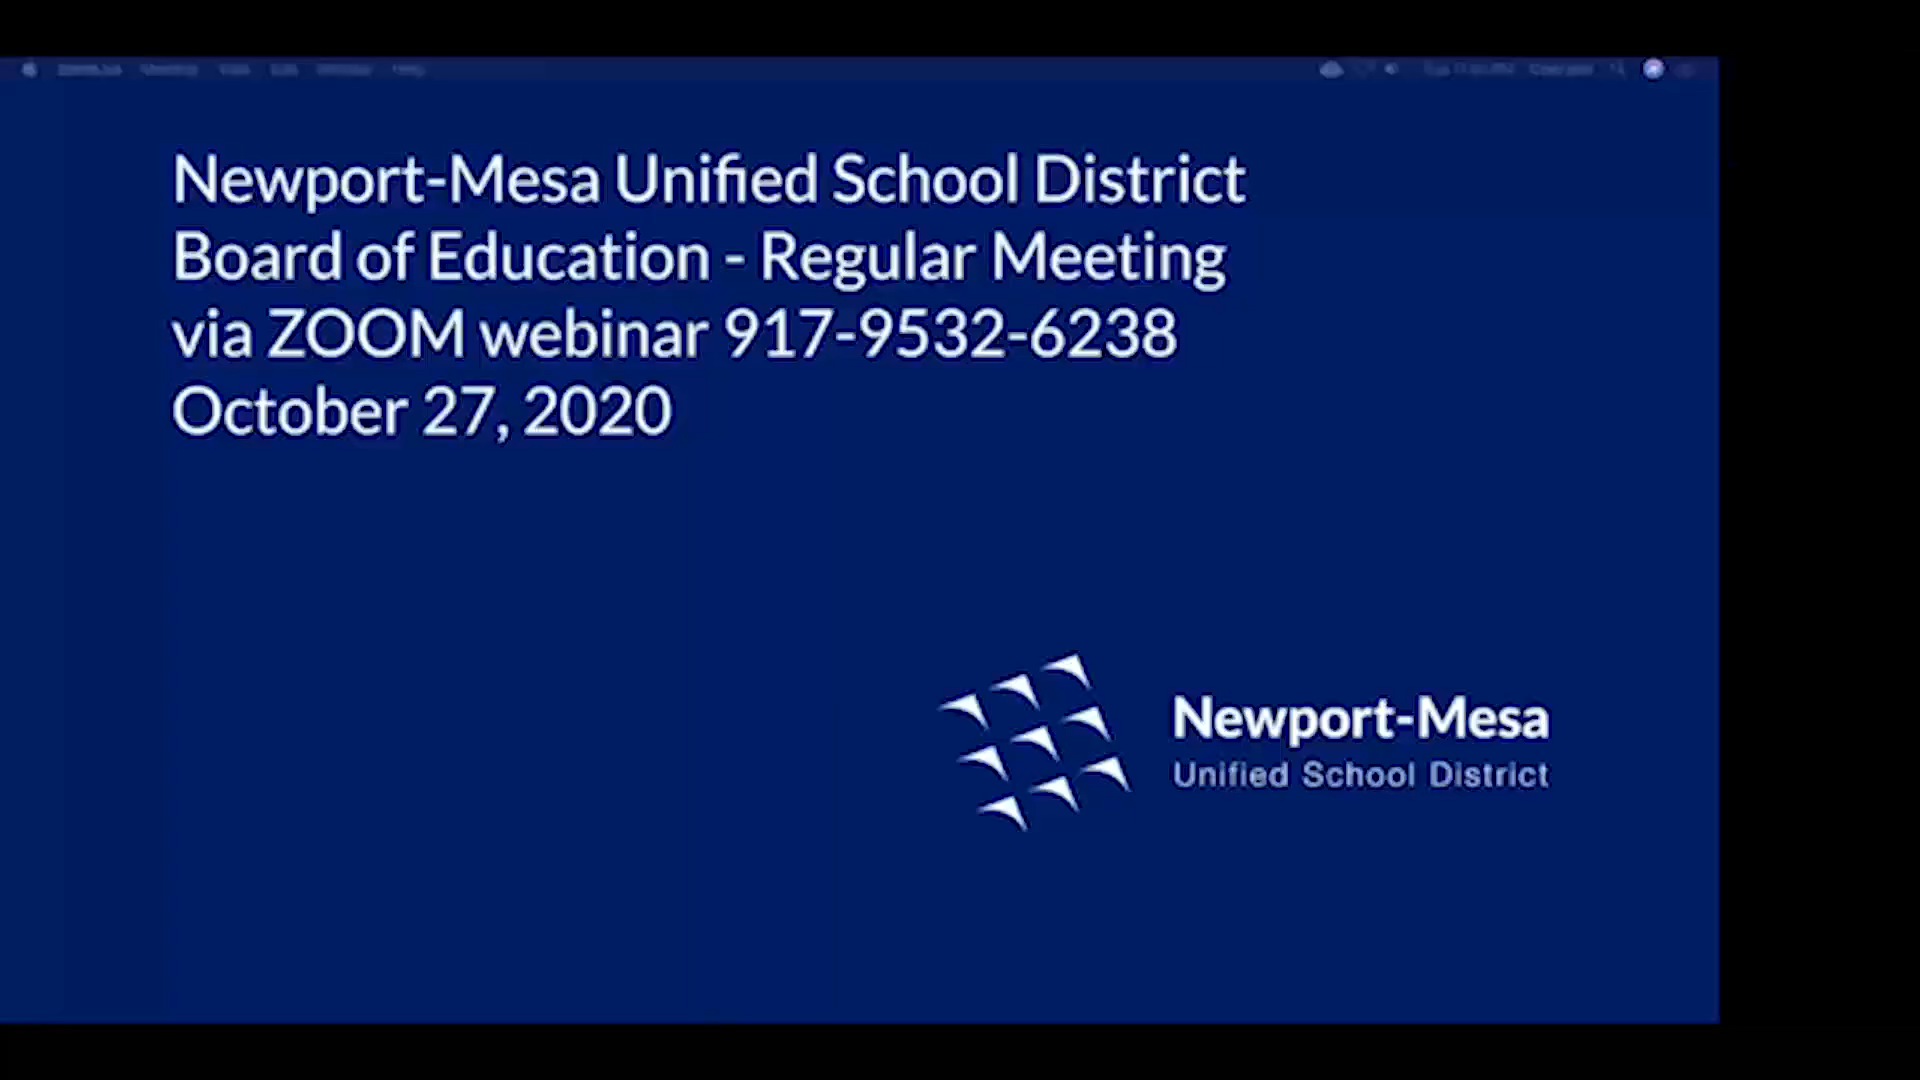 Newport-Mesa Unified School District
Board of Education - Regular Meeting
via ZOOM webinar 917-9532-6238
October 27, 2020
Newport-Mesa
Unified School District